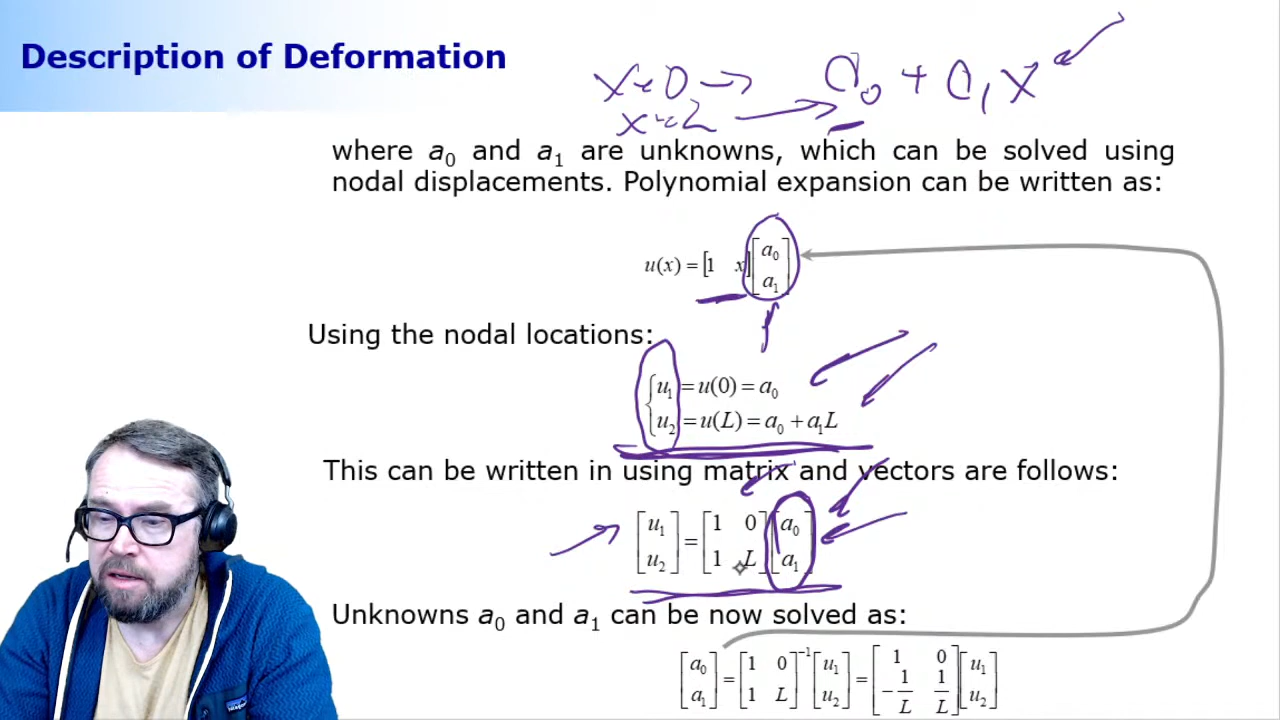 Description of Deformation
x=0 → a₀ + a₁x
x=L →
where a₀ and a₁ are unknowns, which can be solved using
nodal displacements. Polynomial expansion can be written as:
u(x) = [1 x] [a₀ a₁]
Using the nodal locations:
u₁ = u(0) = a₀
u₂ = u(L) = a₀ + a₁L
This can be written in using matrix and vectors are follows:
[u₁ u₂] = [1 0 1 L] [a₀ a₁]
Unknowns a₀ and a₁ can be now solved as:
[a₀ a₁] = [1 0 1 L]⁻¹ [u₁ u₂] = [1 0 -1/L 1/L] [u₁ u₂]